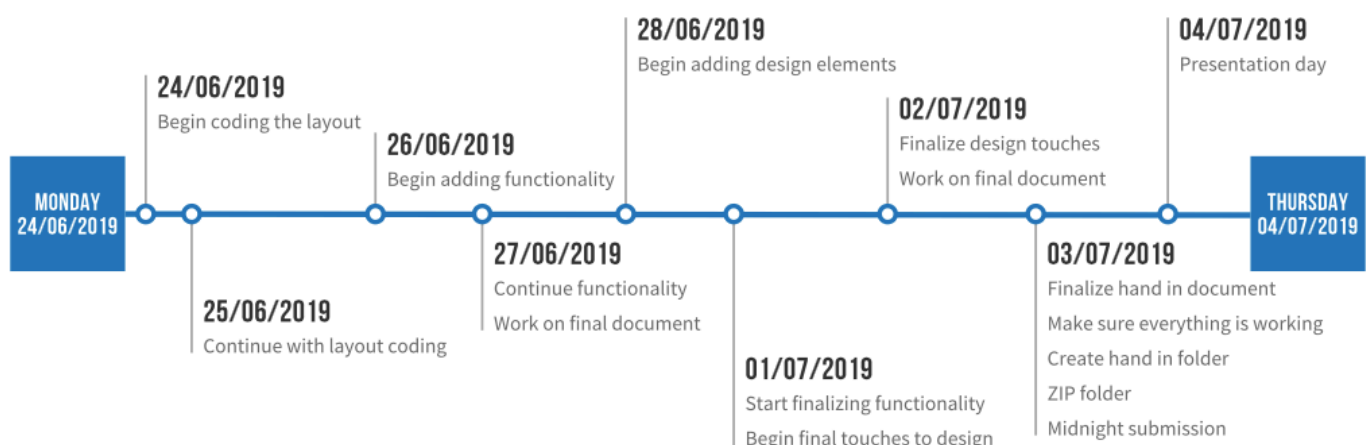 MONDAY
24/06/2019
24/06/2019
Begin coding the layout
25/06/2019
Continue with layout coding
26/06/2019
Begin adding functionality
27/06/2019
Continue functionality
Work on final document
28/06/2019
Begin adding design elements
01/07/2019
Start finalizing functionality
Begin final touches to design
02/07/2019
Finalize design touches
Work on final document
03/07/2019
Finalize hand in document
Make sure everything is working
Create hand in folder
ZIP folder
Midnight submission
04/07/2019
Presentation day
THURSDAY
04/07/2019